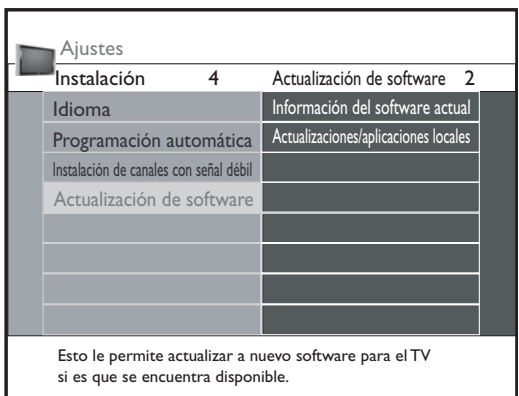 Ajustes
Instalación 4 Actualización de software 2
Idioma Información del software actual
Programación automática Actualizaciones/aplicaciones locales
Instalación de canales con señal débil
Actualización de software
Esto le permite actualizar a nuevo software para el TV
si es que se encuentra disponible.